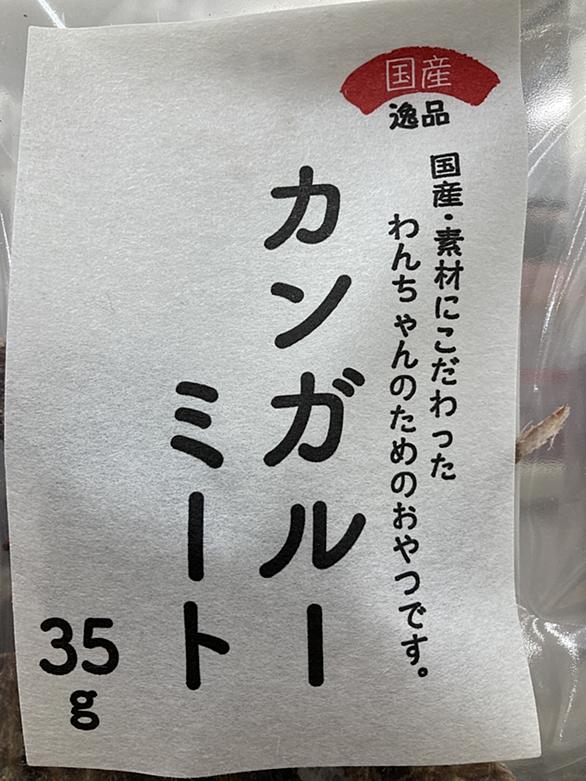 国産
逸品
国産・素材にこだわった
わんちゃんのためのおやつです。
カンガルー
ミート
35
g